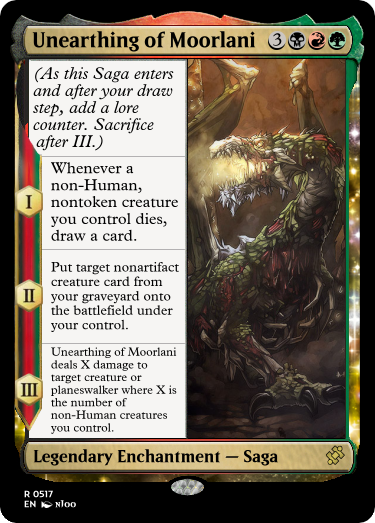 Unearthing of Moorlani 3
(As this Saga enters
and after your draw
step, add a lore
counter. Sacrifice
after III.)
I
Whenever a
non-Human,
nontoken creature
you control dies,
draw a card.
II
Put target nonartifact
creature card from
your graveyard onto
the battlefield under
your control.
III
Unearthing of Moorlani
deals X damage to
target creature or
planeswalker where X is
the number of
non-Human creatures
you control.
Legendary Enchantment — Saga
R 0517
EN nioo